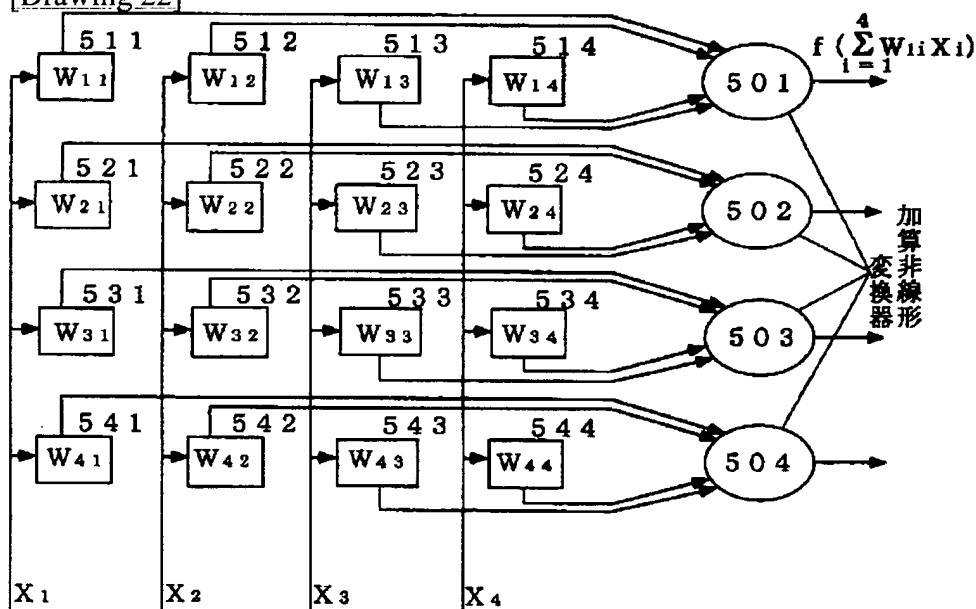 [Drawing 22]
511 512 513 514
W11 W12 W13 W14 501 f(4∑i=1 W1iXi)
521 522 523 524
W21 W22 W23 W24 502
加算非線形
変換器
531 532 533 534
W31 W32 W33 W34 503
541 542 543 544
W41 W42 W43 W44 504
X1 X2 X3 X4